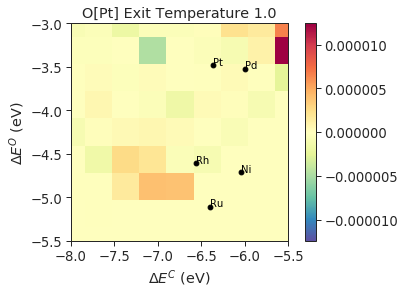 O[Pt] Exit Temperature 1.0
−3.0
−3.5
−4.0
−4.5
−5.0
−5.5
ΔE^O (eV)
Pt
Pd
Rh
Ni
Ru
−8.0 −7.5 −7.0 −6.5 −6.0 −5.5
ΔE^C (eV)
0.000010
0.000005
0.000000
−0.000005
−0.000010